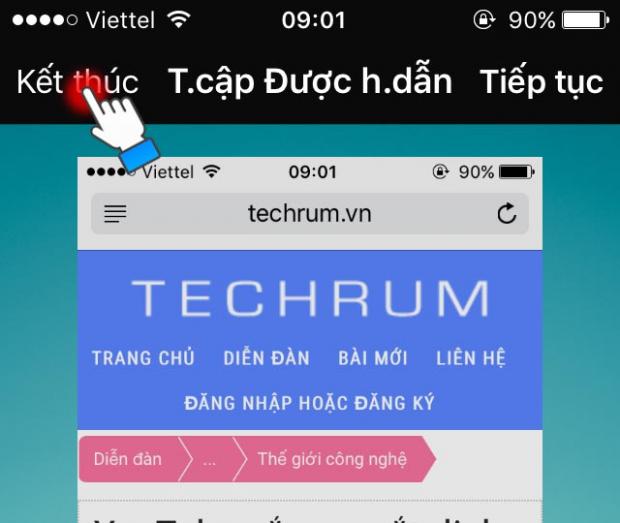 Viettel 09:01 90%
Kết thúc T.cập Được h.dẫn Tiếp tục
Viettel 09:01 90%
techrum.vn
TECHRUM
TRANG CHỦ DIỄN ĐÀN BÀI MỚI LIÊN HỆ
ĐĂNG NHẬP HOẶC ĐĂNG KÝ
Diễn đàn ... Thế giới công nghệ